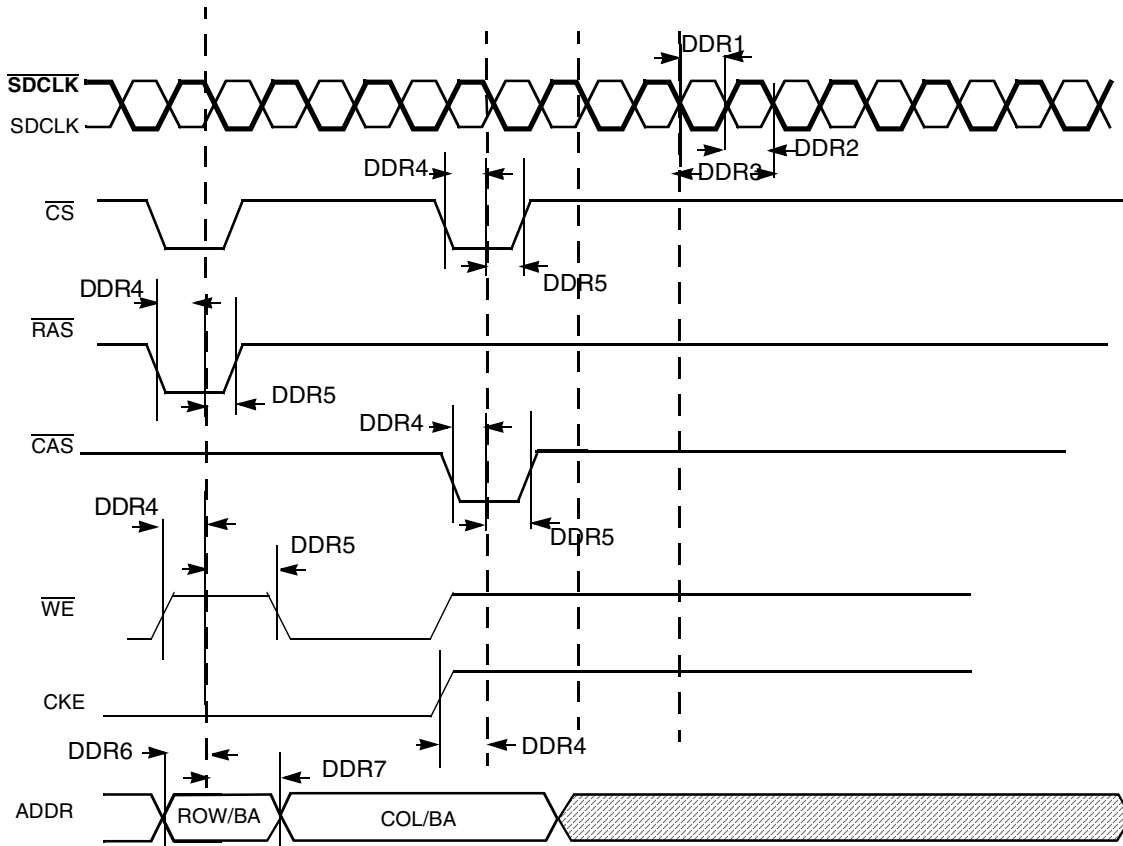 DDR1
SDCLK
SDCLK
DDR2
DDR4
DDR3
CS
DDR5
DDR4
RAS
DDR5
DDR4
CAS
DDR4
DDR5
DDR5
WE
CKE
DDR4
DDR6
DDR7
ADDR
ROW/BA
COL/BA